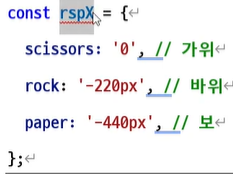 const rspX = {
scissors: '0', // 가위
rock: '-220px', // 바위
paper: '-440px', // 보
};